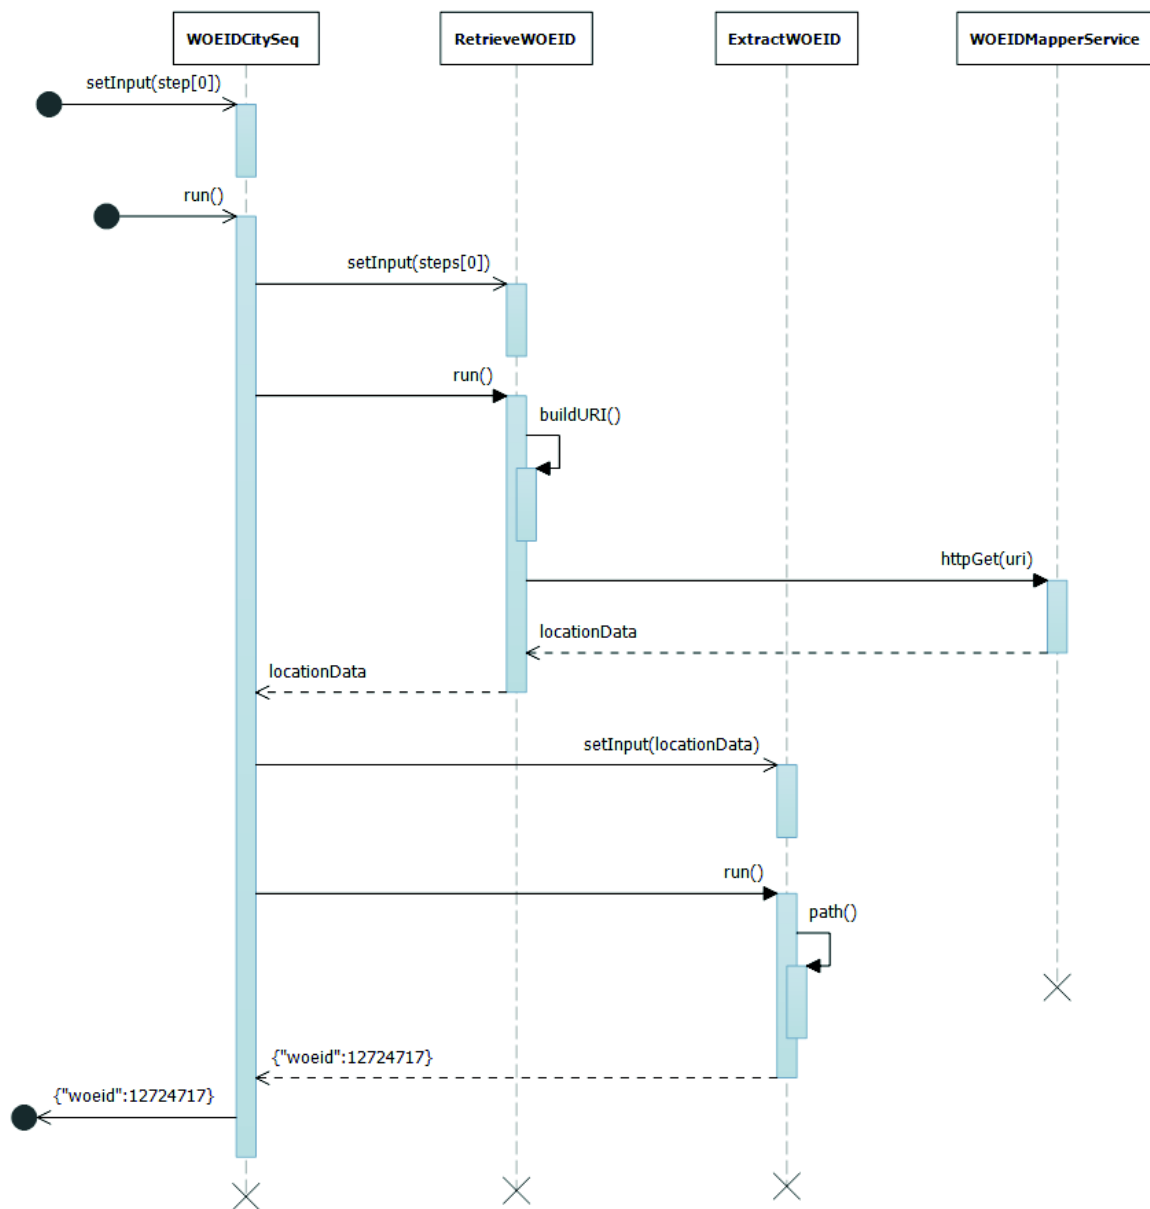 WOEIDCitySeq
RetrieveWOEID
ExtractWOEID
WOEIDMapperService
setInput(step[0])
run()
setInput(steps[0])
run()
buildURI()
httpGet(uri)
locationData
locationData
setInput(locationData)
run()
path()
{"woeid":12724717}
{"woeid":12724717}